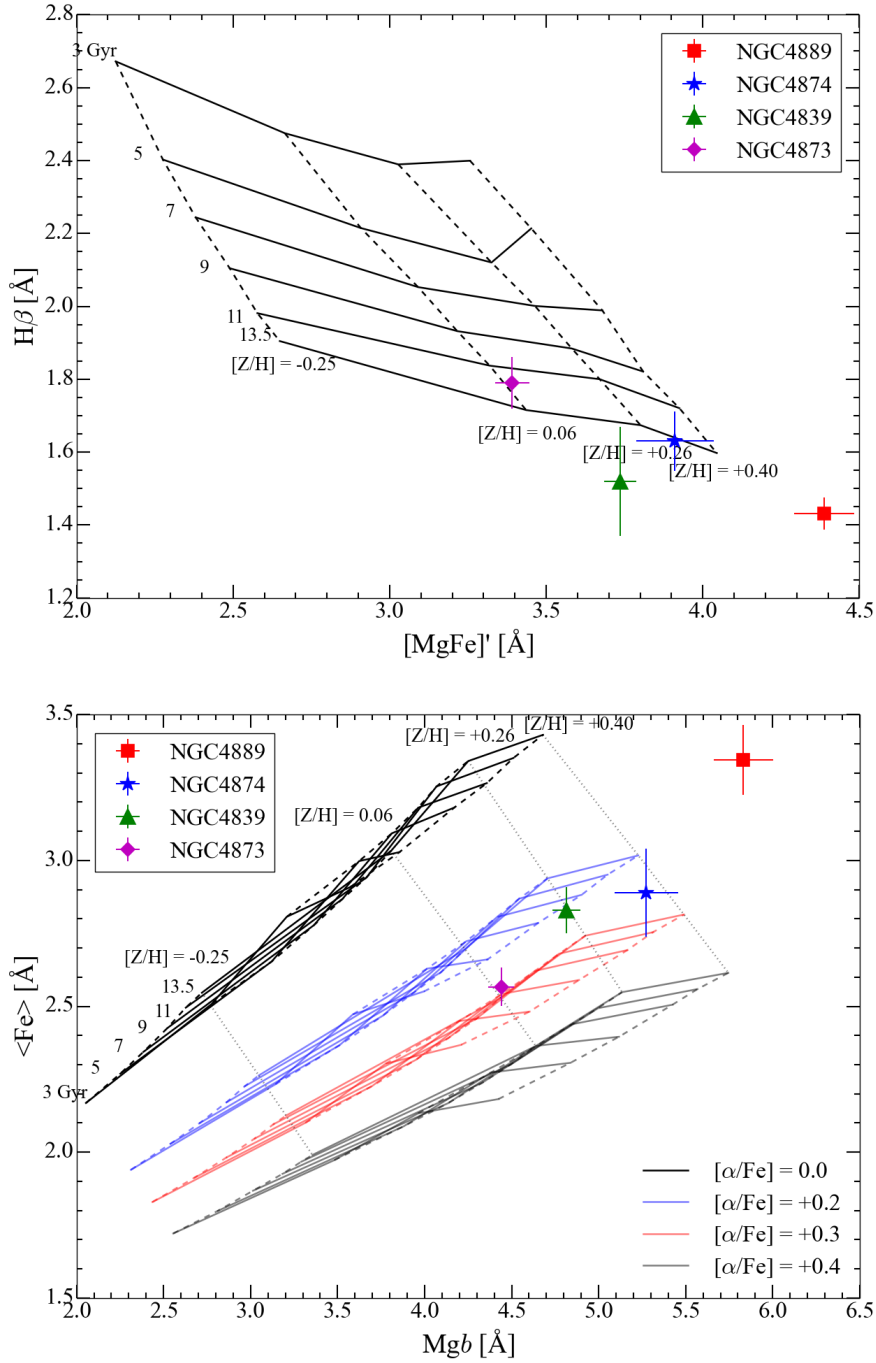 2.8
2.6
2.4
2.2
2.0
1.8
1.6
1.4
1.2
Hβ [Å]
3 Gyr
5
7
9
11
13.5
[Z/H] = -0.25
[Z/H] = 0.06
[Z/H] = +0.26
[Z/H] = +0.40
NGC4889
NGC4874
NGC4839
NGC4873
2.0 2.5 3.0 3.5 4.0 4.5
[MgFe]' [Å]
3.5
3.0
2.5
2.0
1.5
<Fe> [Å]
NGC4889
NGC4874
NGC4839
NGC4873
[Z/H] = +0.40
[Z/H] = +0.26
[Z/H] = 0.06
[Z/H] = -0.25
13.5
11
9
7
5
3 Gyr
[α/Fe] = 0.0
[α/Fe] = +0.2
[α/Fe] = +0.3
[α/Fe] = +0.4
2.0 2.5 3.0 3.5 4.0 4.5 5.0 5.5 6.0 6.5
Mgb [Å]